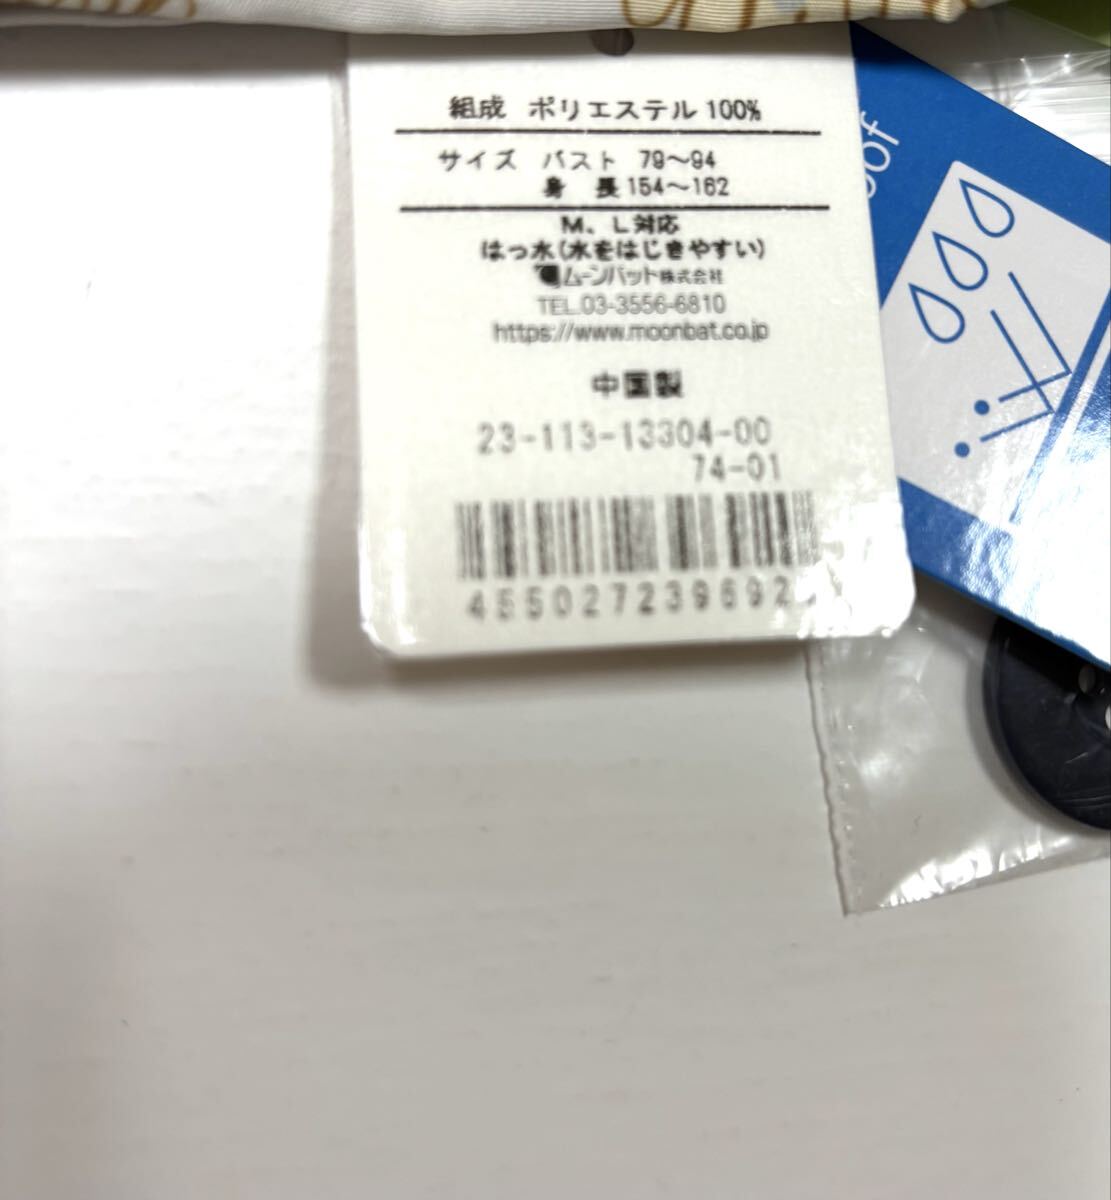 組成 ポリエステル 100%
サイズ バスト 79〜94
身 長 154〜162
M、L対応
はっ水(水をはじきやすい)
ムーンバット株式会社
TEL.03-3556-6810
https://www.moonbat.co.jp
中国製
23-113-13304-00
74-01
455027239692